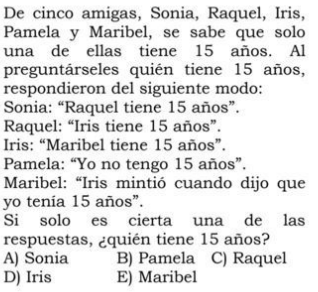 De cinco amigas, Sonia, Raquel, Iris,
Pamela y Maribel, se sabe que solo
una de ellas tiene 15 años. Al
preguntárseles quién tiene 15 años,
respondieron del siguiente modo:
Sonia: “Raquel tiene 15 años”.
Raquel: “Iris tiene 15 años”.
Iris: “Maribel tiene 15 años”.
Pamela: “Yo no tengo 15 años”.
Maribel: “Iris mintió cuando dijo que
yo tenía 15 años”.
Si solo es cierta una de las
respuestas, ¿quién tiene 15 años?
A) Sonia B) Pamela C) Raquel
D) Iris E) Maribel